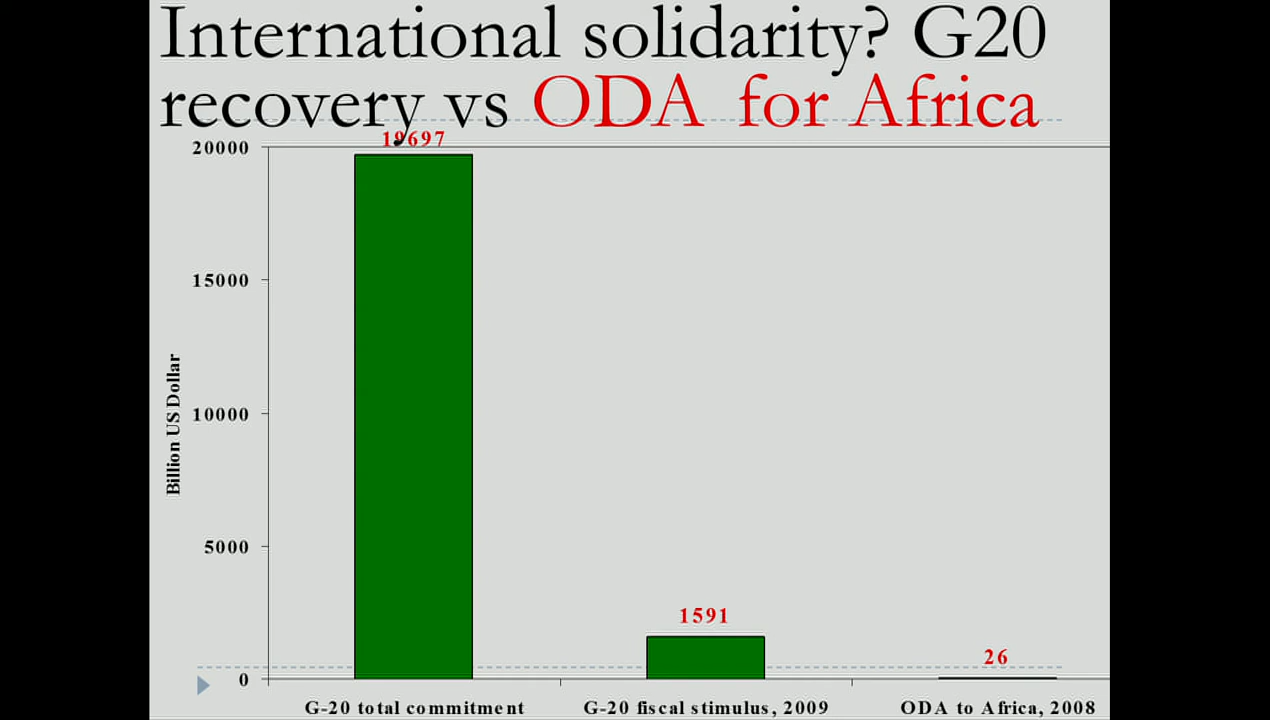 International solidarity? G20
recovery vs ODA for Africa
19697
20000
15000
10000
5000
0
Billion US Dollar
1591
26
G-20 total commitment
G-20 fiscal stimulus, 2009
ODA to Africa, 2008